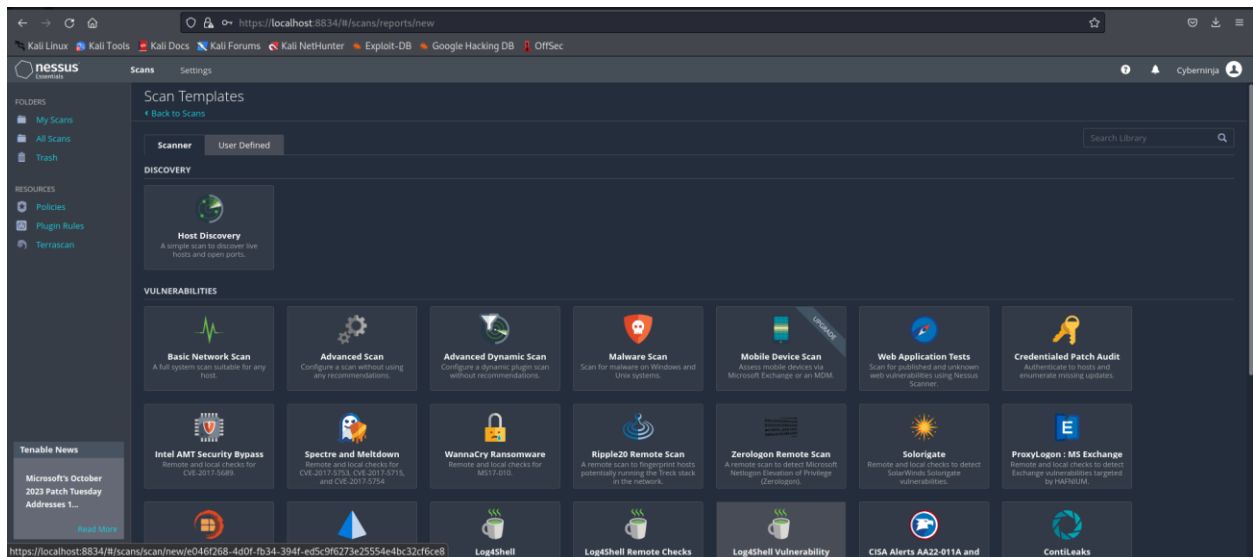 https://localhost:8834/#/scans/reports/new
Kali Linux Kali Tools Kali Docs Kali Forums Kali NetHunter Exploit-DB Google Hacking DB OffSec
nessus
Essentials
Scans Settings
Cyberninja
FOLDERS
My Scans
All Scans
Trash
RESOURCES
Policies
Plugin Rules
Terrascan
Tenable News
Microsoft's October
2023 Patch Tuesday
Addresses 1...
Read More
Scan Templates
Back to Scans
Scanner User Defined
Search Library
DISCOVERY
Host Discovery
A simple scan to discover live
hosts and open ports.
VULNERABILITIES
Basic Network Scan
A full system scan suitable for any
host.
Advanced Scan
Configure a scan without using
any recommendations.
Advanced Dynamic Scan
Configure a dynamic plugin scan
without recommendations.
Malware Scan
Scan for malware on Windows and
Unix systems.
UPGRADE
Mobile Device Scan
Assess mobile devices via
Microsoft Exchange or an MDM.
Web Application Tests
Scan for published and unknown
web vulnerabilities using Nessus
Scanner.
Credentialed Patch Audit
Authenticate to hosts and
enumerate missing updates.
Intel AMT Security Bypass
Remote and local checks for
CVE-2017-5689.
Spectre and Meltdown
Remote and local checks for
CVE-2017-5753, CVE-2017-5715,
and CVE-2017-5754
WannaCry Ransomware
Remote and local checks for
MS17-010.
Ripple20 Remote Scan
A remote scan to fingerprint hosts
potentially running the Treck stack
in the network.
Zerologon Remote Scan
A remote scan to detect Microsoft
Netlogon Elevation of Privilege
(Zerologon).
Solorigate
Remote and local checks to detect
SolarWinds Solorigate
vulnerabilities.
ProxyLogon : MS Exchange
Remote and local checks to detect
Exchange vulnerabilities targeted
by HAFNIUM.
Log4Shell
Log4Shell Remote Checks
Log4Shell Vulnerability
CISA Alerts AA22-011A and
ContiLeaks
https://localhost:8834/#/scans/scan/new/e046f268-4d0f-fb34-394f-ed5c9f6273e25554e4bc32cf6ce8